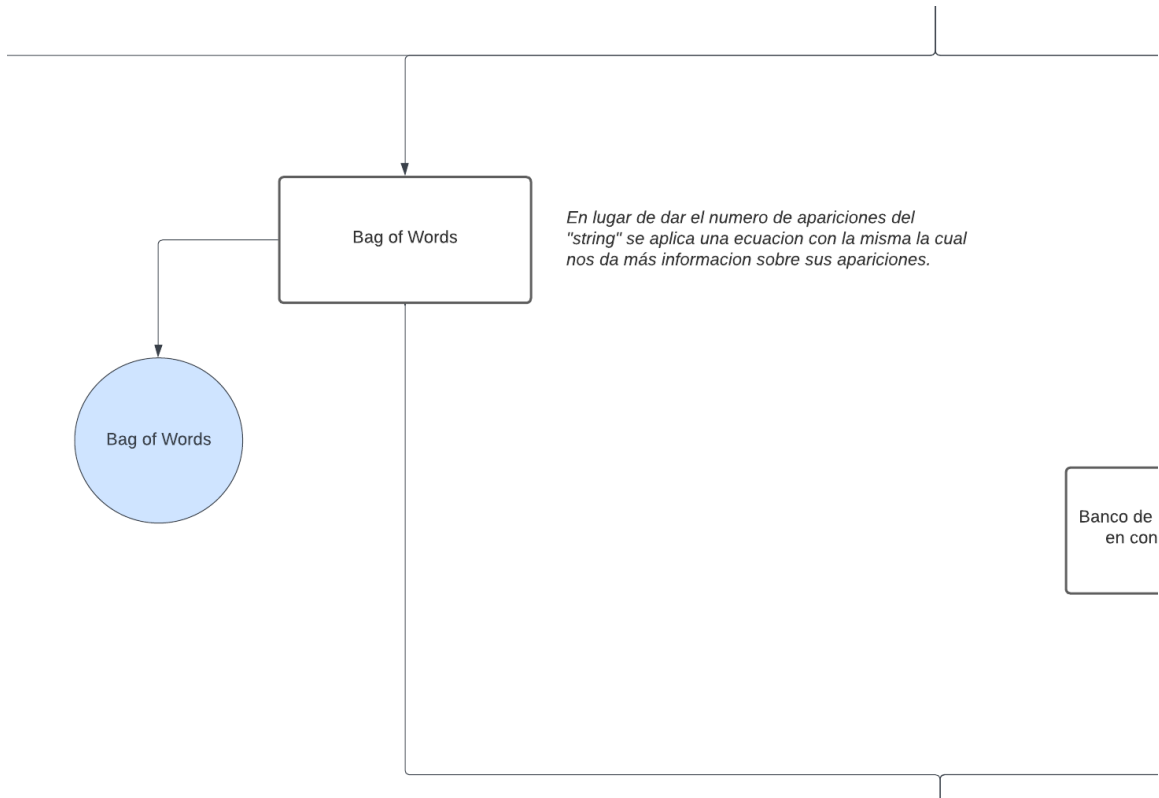 Bag of Words
En lugar de dar el numero de apariciones del
"string" se aplica una ecuacion con la misma la cual
nos da más informacion sobre sus apariciones.
Bag of Words
Banco de
en con